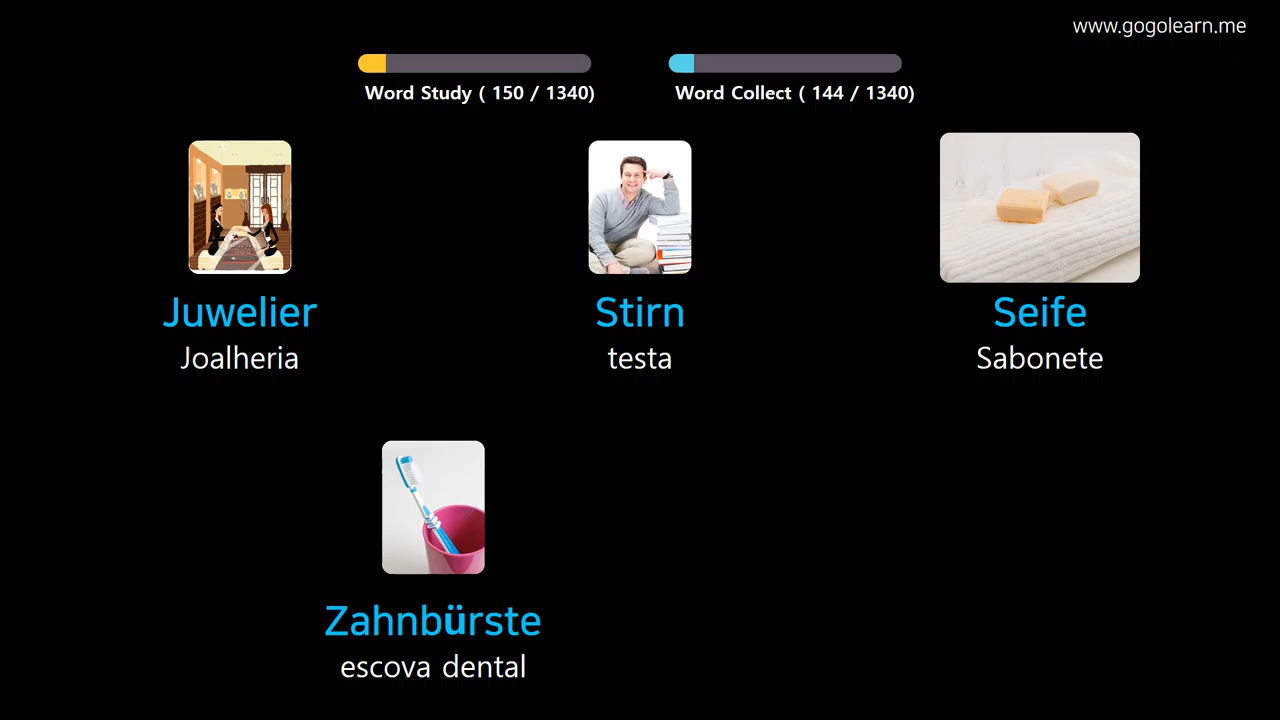 www.gogolearn.me
Word Study ( 150 / 1340)
Word Collect ( 144 / 1340)
Juwelier
Joalheria
Stirn
testa
Seife
Sabonete
Zahnbürste
escova dental